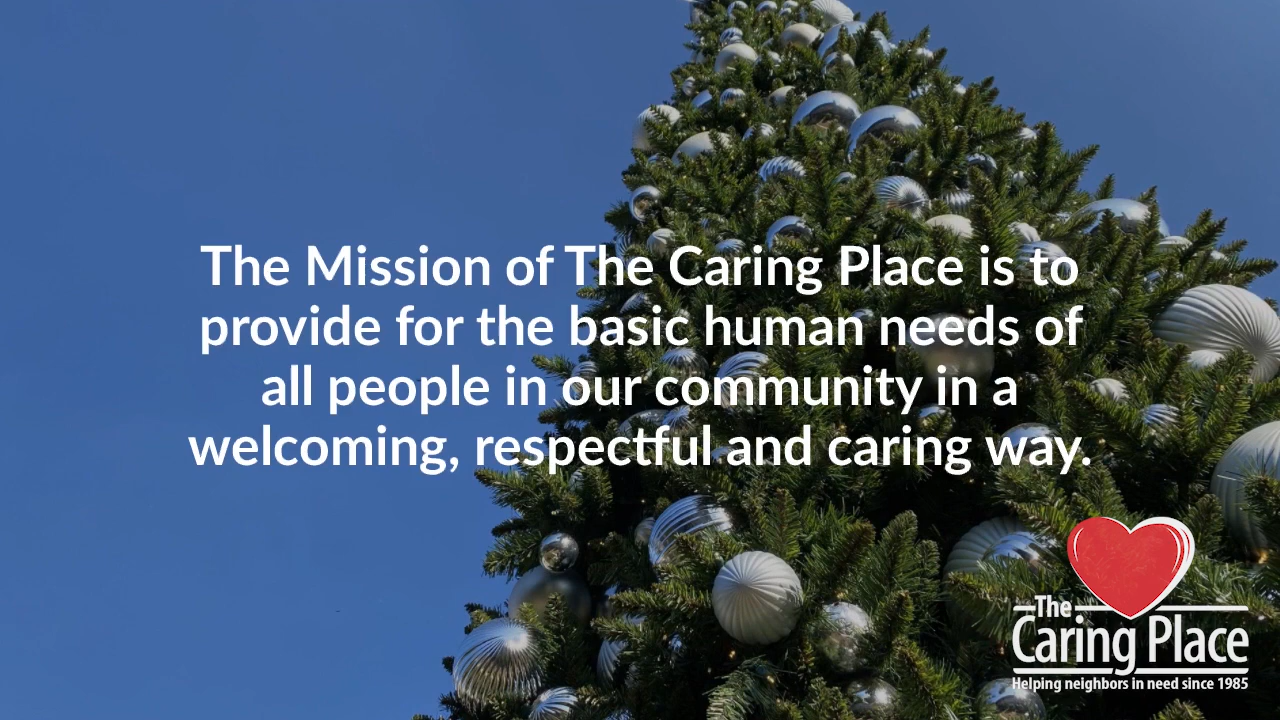 The Mission of The Caring Place is to
provide for the basic human needs of
all people in our community in a
welcoming, respectful and caring way.
The
Caring Place
Helping neighbors in need since 1985